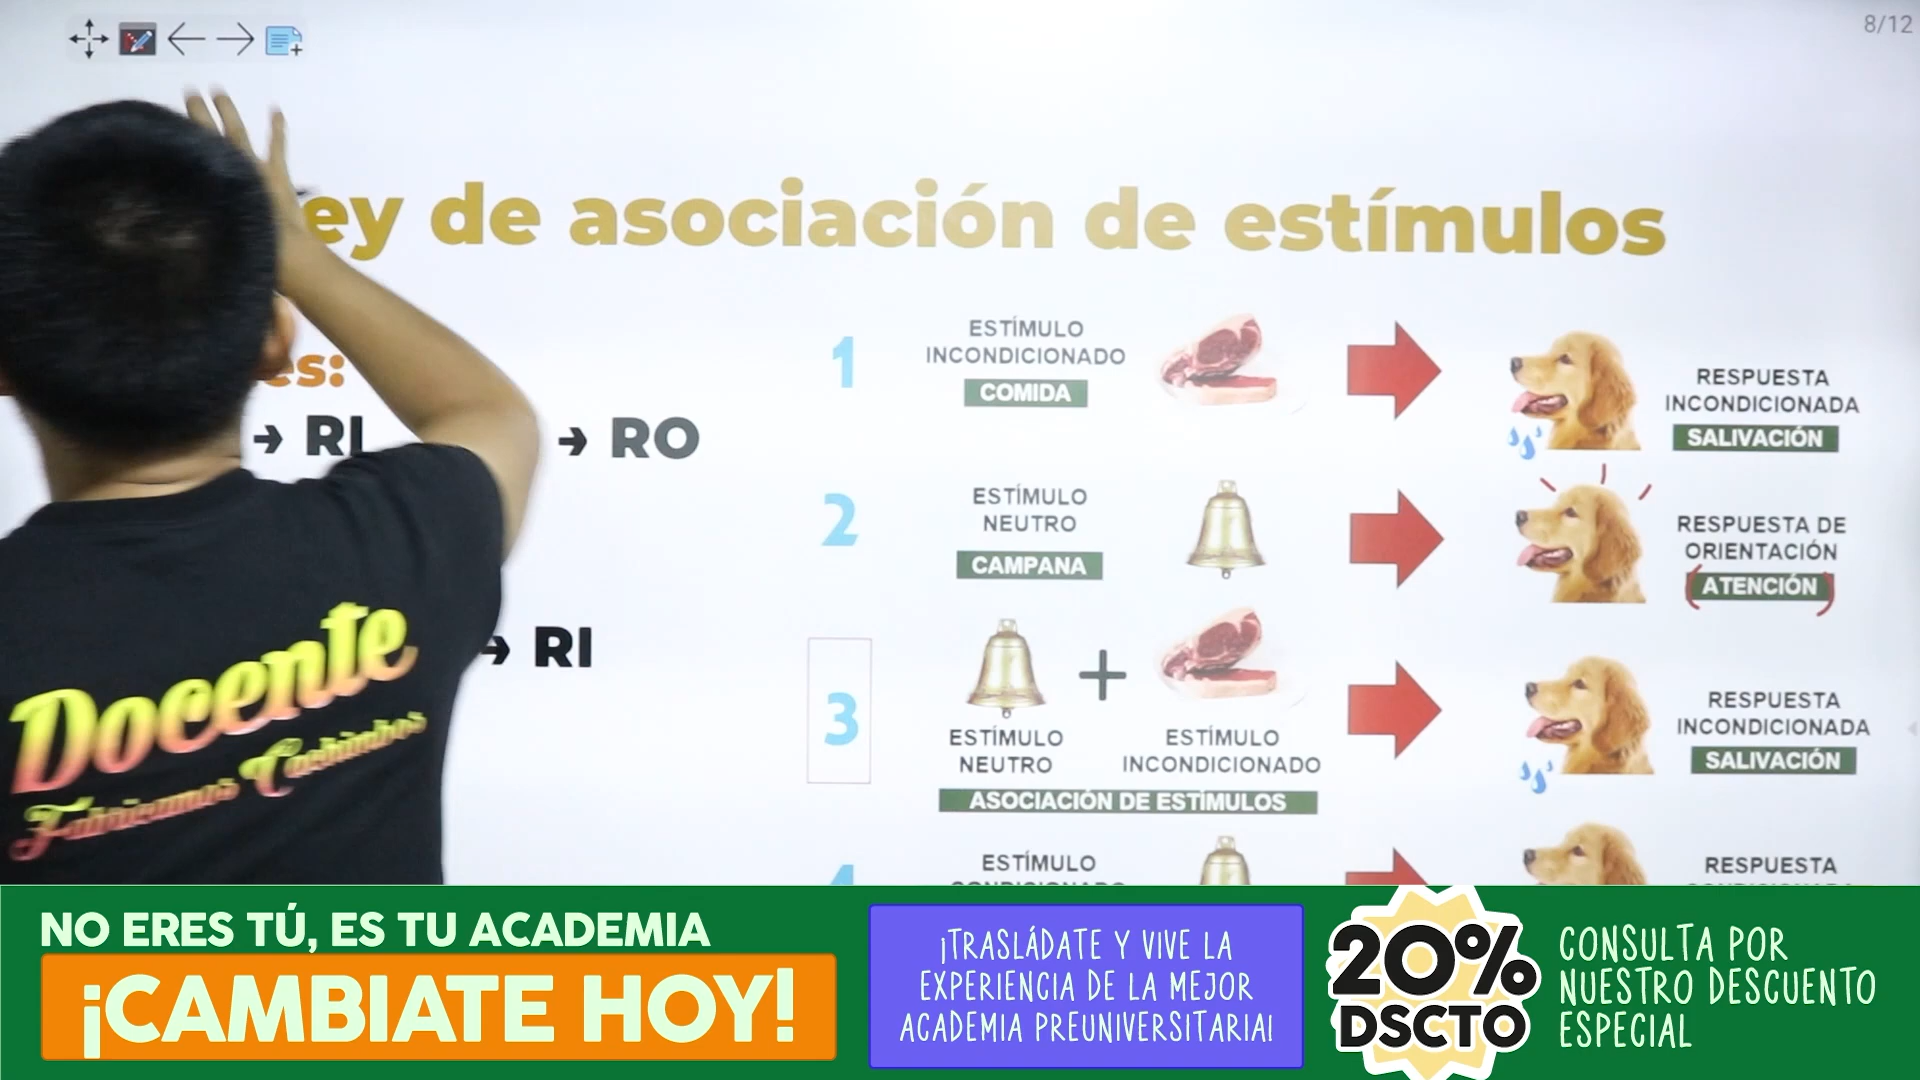 8/12
ey de asociación de estímulos
es:
→ RI → RO
→ RI
1
ESTÍMULO
INCONDICIONADO
COMIDA
RESPUESTA
INCONDICIONADA
SALIVACIÓN
2
ESTÍMULO
NEUTRO
CAMPANA
RESPUESTA DE
ORIENTACIÓN
(ATENCIÓN)
3
+
ESTÍMULO
NEUTRO
ESTÍMULO
INCONDICIONADO
ASOCIACIÓN DE ESTÍMULOS
RESPUESTA
INCONDICIONADA
SALIVACIÓN
4
ESTÍMULO
RESPUESTA
Docente
Fabricamos Cachimbos
NO ERES TÚ, ES TU ACADEMIA
¡CAMBIATE HOY!
¡TRASLÁDATE Y VIVE LA
EXPERIENCIA DE LA MEJOR
ACADEMIA PREUNIVERSITARIA!
20%
DSCTO
CONSULTA POR
NUESTRO DESCUENTO
ESPECIAL